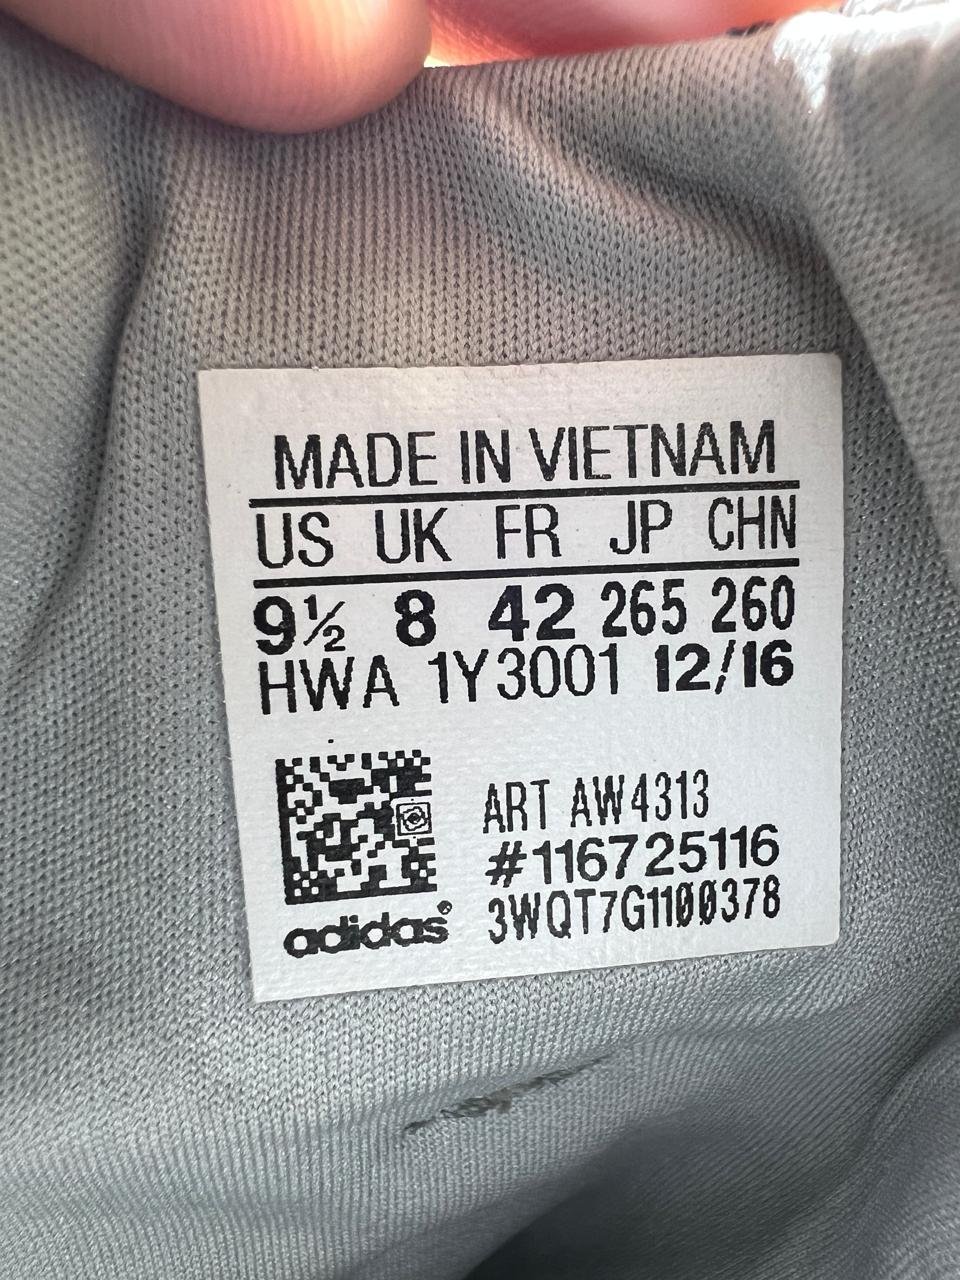 MADE IN VIETNAM
US UK FR JP CHN
9½ 8 42 265 260
HWA 1Y3001 12/16
ART AW4313
#116725116
3WQT7G1100378
adidas®